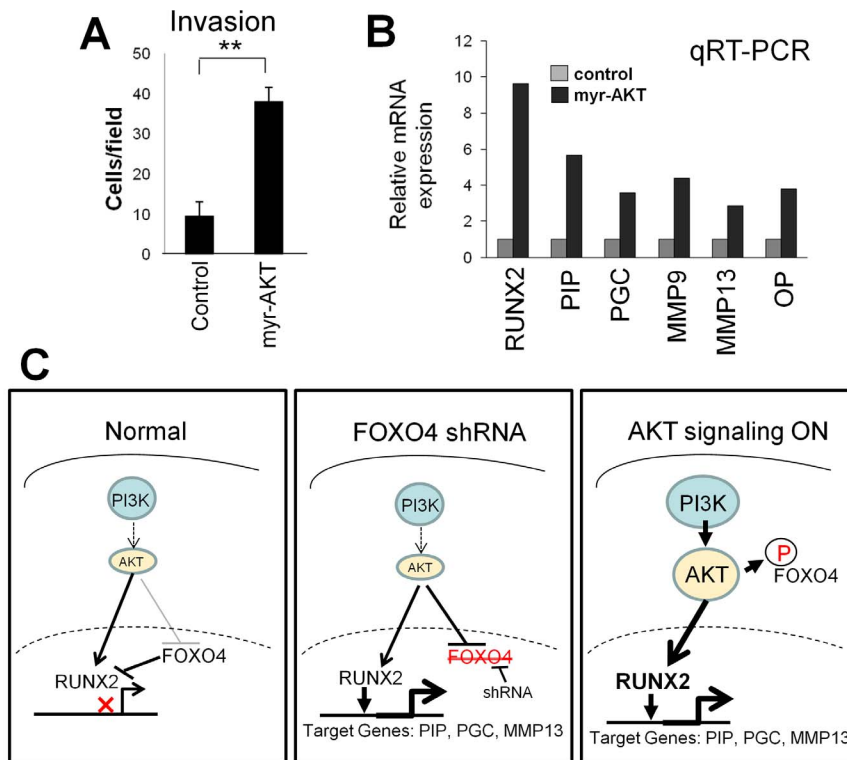 A
Invasion
**
50
40
30
20
10
0
Cells/field
Control
myr-AKT
B
qRT-PCR
control
myr-AKT
12
10
8
6
4
2
0
Relative mRNA
expression
RUNX2
PIP
PGC
MMP9
MMP13
OP
C
Normal
PI3K
AKT
FOXO4
RUNX2
X
FOXO4 shRNA
PI3K
AKT
FOXO4
RUNX2
shRNA
Target Genes: PIP, PGC, MMP13
AKT signaling ON
PI3K
AKT
P
FOXO4
RUNX2
Target Genes: PIP, PGC, MMP13